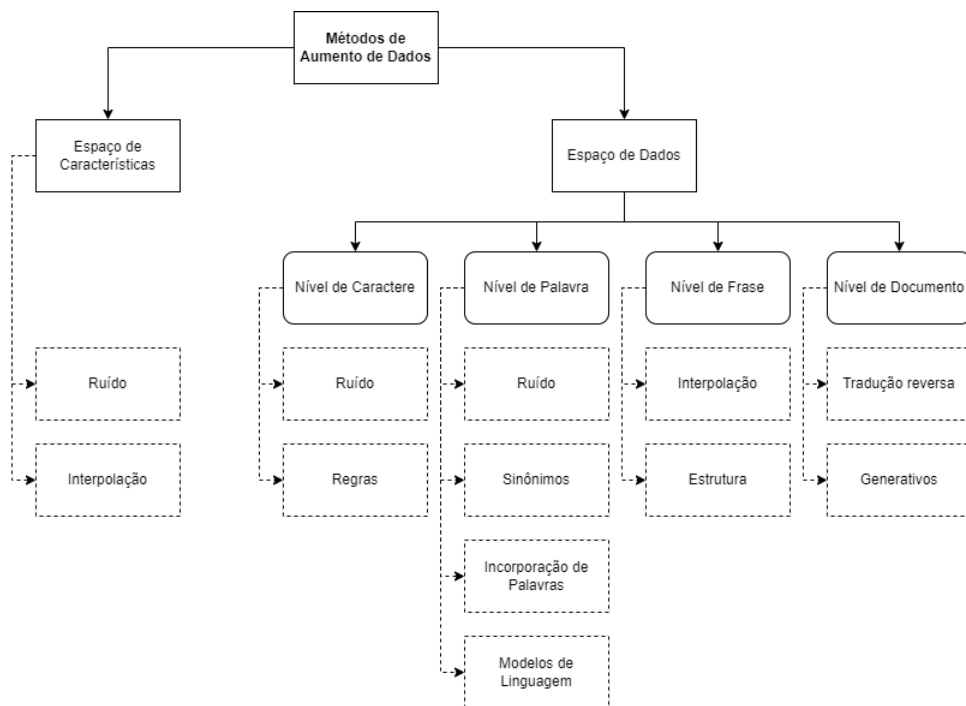 Métodos de
Aumento de Dados
Espaço de
Características
Espaço de Dados
Nível de Caractere
Nível de Palavra
Nível de Frase
Nível de Documento
Ruído
Ruído
Ruído
Interpolação
Tradução reversa
Interpolação
Regras
Sinônimos
Estrutura
Generativos
Incorporação de
Palavras
Modelos de
Linguagem